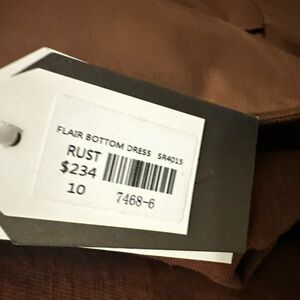 FLAIR BOTTOM DRESS SR4015
RUST
$234
10
7468-6